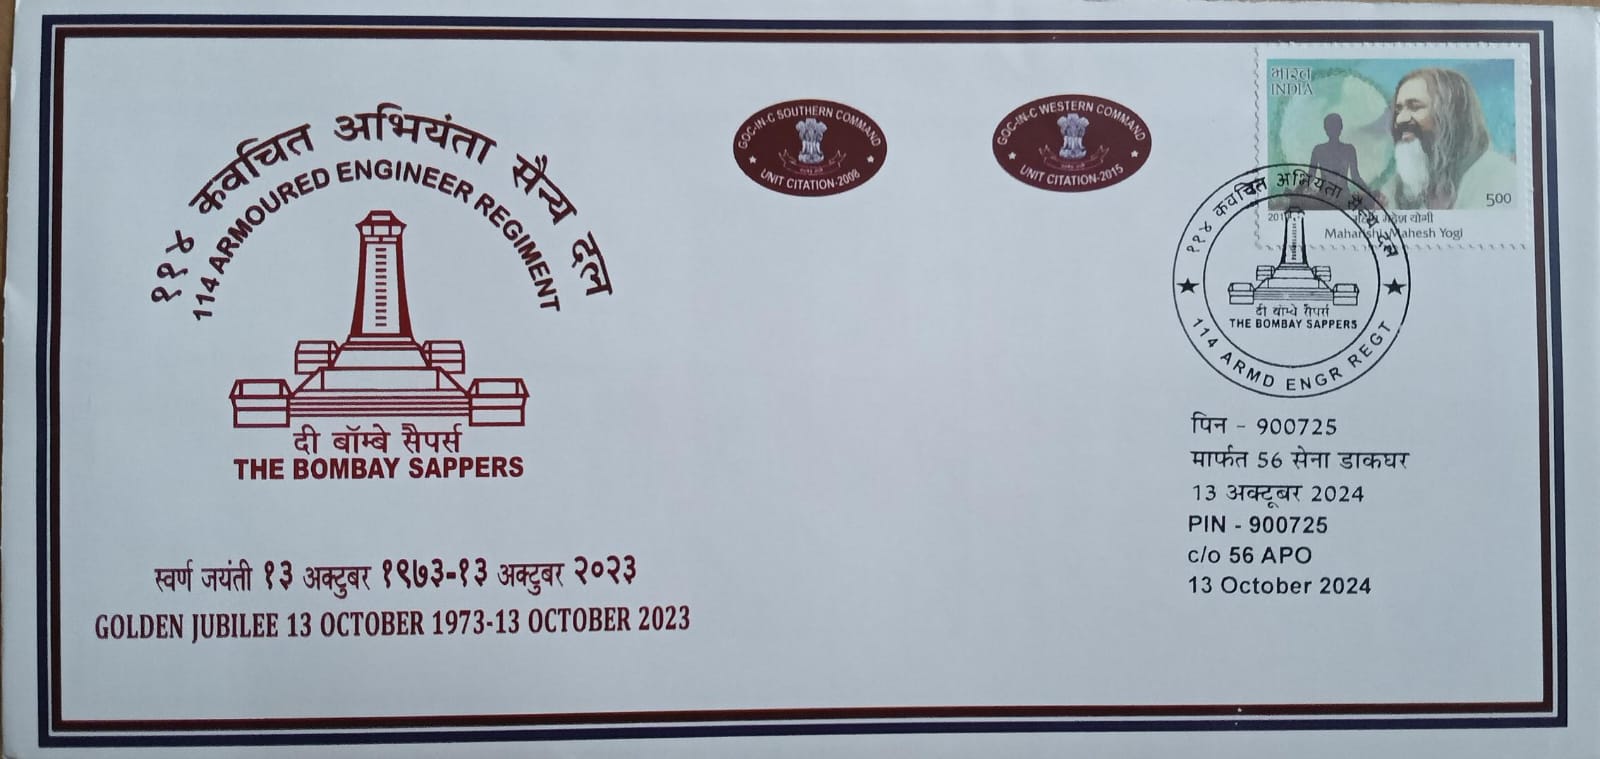 ११४ कवचित अभियंता सैन्य दल
114 ARMOURED ENGINEER REGIMENT
दी बॉम्बे सैपर्स
THE BOMBAY SAPPERS
स्वर्ण जयंती १३ अक्टुबर १९७३-१३ अक्टुबर २०२३
GOLDEN JUBILEE 13 OCTOBER 1973-13 OCTOBER 2023
GOC-IN-C SOUTHERN COMMAND
UNIT CITATION-2008
GOC-IN-C WESTERN COMMAND
UNIT CITATION-2015
भारत
INDIA
500
महेश योगी
Maharishi Mahesh Yogi
११४ कवचित अभियंता सैन्य दल
दी बॉम्बे सैपर्स
THE BOMBAY SAPPERS
114 ARMD ENGR REGT
पिन - 900725
मार्फत 56 सेना डाकघर
13 अक्टूबर 2024
PIN - 900725
c/o 56 APO
13 October 2024